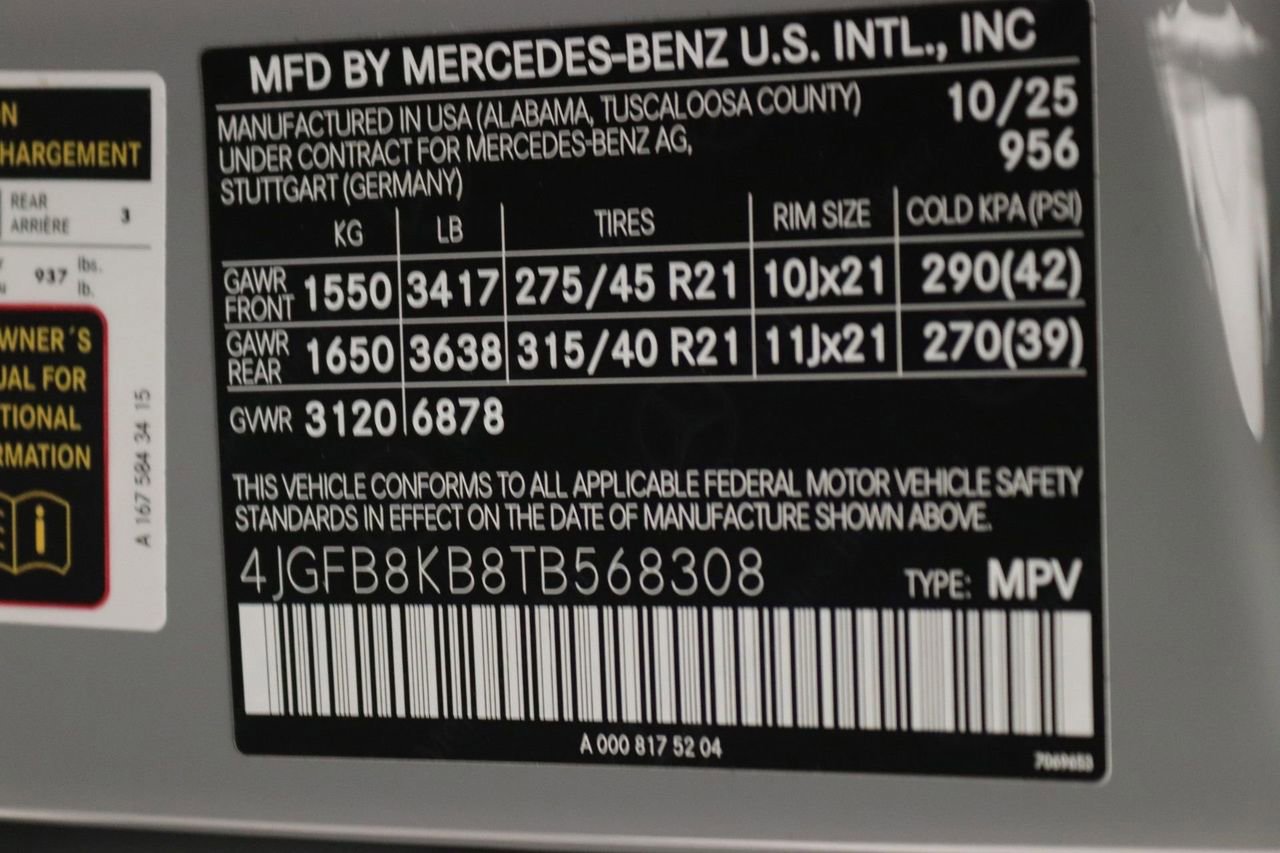 N
HARGEMENT
REAR
ARRIÈRE
3
937
lbs.
lb.
WNER´S
UAL FOR
TIONAL
RMATION
A 167 584 34 15
MFD BY MERCEDES-BENZ U.S. INTL., INC
MANUFACTURED IN USA (ALABAMA, TUSCALOOSA COUNTY) 10/25
UNDER CONTRACT FOR MERCEDES-BENZ AG, 956
STUTTGART (GERMANY)
KG LB TIRES RIM SIZE COLD KPA (PSI)
GAWR FRONT 1550 3417 275/45 R21 10Jx21 290(42)
GAWR REAR 1650 3638 315/40 R21 11Jx21 270(39)
GVWR 3120 6878
THIS VEHICLE CONFORMS TO ALL APPLICABLE FEDERAL MOTOR VEHICLE SAFETY
STANDARDS IN EFFECT ON THE DATE OF MANUFACTURE SHOWN ABOVE.
4JGFB8KB8TB568308 TYPE: MPV
A 000 817 52 04